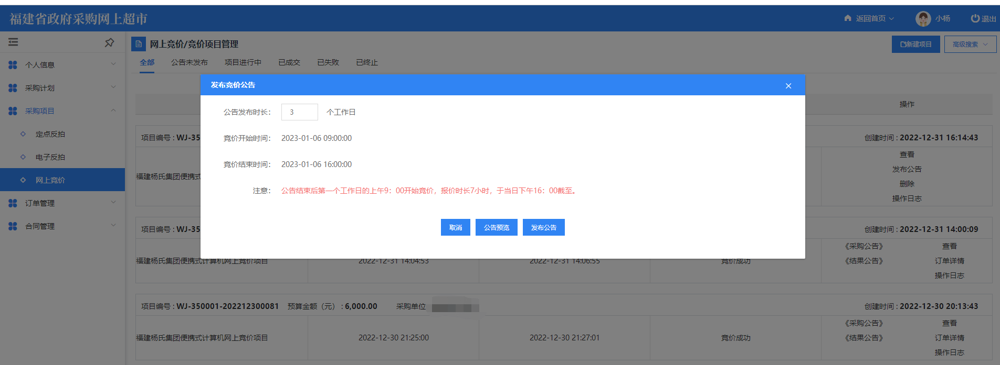 福建省政府采购网上超市
返回首页
小杨
退出
网上竞价/竞价项目管理
新建项目
高级搜索
个人信息
采购计划
采购项目
定点反拍
电子反拍
网上竞价
订单管理
合同管理
全部 公告未发布 项目进行中 已成交 已失败 已终止
操作
发布竞价公告
公告发布时长： 3 个工作日
竞价开始时间： 2023-01-06 09:00:00
竞价结束时间： 2023-01-06 16:00:00
注意： 公告结束后第一个工作日的上午9：00开始竞价，报价时长7小时，于当日下午16：00截至。
取消 公告预览 发布公告
项目编号 : WJ-35
创建时间 : 2022-12-31 16:14:43
福建杨氏集团便携式
查看
发布公告
删除
操作日志
项目编号 : WJ-35
创建时间 : 2022-12-31 14:00:09
福建杨氏集团便携式计算机网上竞价项目 2022-12-31 14:04:53 2022-12-31 14:06:55 竞价成功
《采购公告》
《结果公告》
查看
订单详情
操作日志
项目编号 : WJ-350001-202212300081 预算金额（元） : 6,000.00 采购单位
创建时间 : 2022-12-30 20:13:43
福建杨氏集团便携式计算机网上竞价项目 2022-12-30 21:25:00 2022-12-30 21:27:01 竞价成功
《采购公告》
《结果公告》
查看
订单详情
操作日志